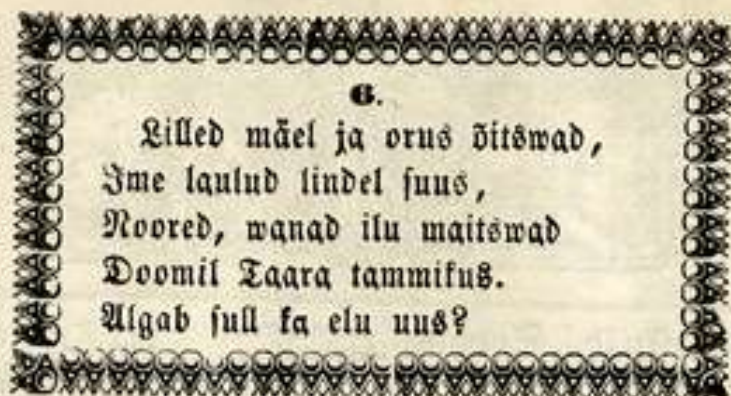 6.
Lilled mäel ja orus õitswad,
Ime laulud lindel suus,
Noored, wanad ilu maitswad
Doomil Taara tammikus.
Algab sull ka elu uus?